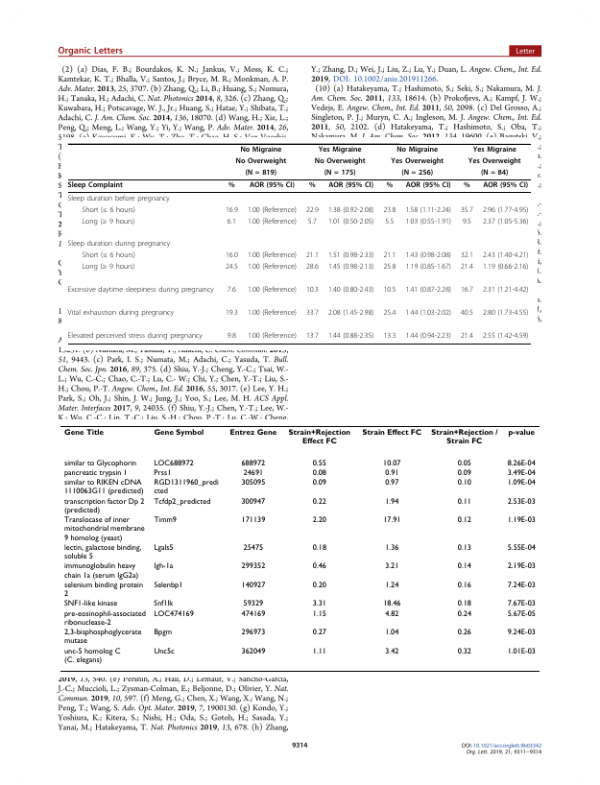 Organic Letters
Letter
(2) (a) Dias, F. B.; Bourdakos, K. N.; Jankus, V.; Moss, K. C.;
Kamtekar, K. T.; Bhalla, V.; Santos, J.; Bryce, M. R.; Monkman, A. P.
Adv. Mater. 2013, 25, 3707. (b) Zhang, Q.; Li, B.; Huang, S.; Nomura,
H.; Tanaka, H.; Adachi, C. Nat. Photonics 2014, 8, 326. (c) Zhang, Q.;
Kuwabara, H.; Potscavage, W. J., Jr.; Huang, S.; Hatae, Y.; Shibata, T.;
Adachi, C. J. Am. Chem. Soc. 2014, 136, 18070. (d) Wang, H.; Xie, L.;
Peng, Q.; Meng, L.; Wang, Y.; Yi, Y.; Wang, P. Adv. Mater. 2014, 26,
Y.; Zhang, D.; Wei, J.; Liu, Z.; Lu, Y.; Duan, L. Angew. Chem., Int. Ed.
2019, DOI: 10.1002/anie.201911266.
(10) (a) Hatakeyama, T.; Hashimoto, S.; Seki, S.; Nakamura, M. J.
Am. Chem. Soc. 2011, 133, 18614. (b) Prokofjevs, A.; Kampf, J. W.;
Vedejs, E. Angew. Chem., Int. Ed. 2011, 50, 2098. (c) Del Grosso, A.;
Singleton, P. J.; Muryn, C. A.; Ingleson, M. J. Angew. Chem., Int. Ed.
2011, 50, 2102. (d) Hatakeyama, T.; Hashimoto, S.; Oba, T.;
No Migraine Yes Migraine No Migraine Yes Migraine
No Overweight No Overweight Yes Overweight Yes Overweight
(N = 819) (N = 175) (N = 256) (N = 84)
Sleep Complaint % AOR (95% CI) % AOR (95% CI) % AOR (95% CI) % AOR (95% CI)
Sleep duration before pregnancy
Short (≤ 6 hours) 16.9 1.00 (Reference) 22.9 1.38 (0.92-2.08) 23.8 1.58 (1.11-2.24) 35.7 2.96 (1.77-4.95)
Long (≥ 9 hours) 6.1 1.00 (Reference) 5.7 1.01 (0.50-2.05) 5.5 1.03 (0.55-1.91) 9.5 2.37 (1.05-5.36)
Sleep duration during pregnancy
Short (≤ 6 hours) 16.0 1.00 (Reference) 21.1 1.51 (0.98-2.33) 21.1 1.43 (0.98-2.08) 32.1 2.43 (1.40-4.21)
Long (≥ 9 hours) 24.5 1.00 (Reference) 28.6 1.45 (0.98-2.13) 25.8 1.19 (0.85-1.67) 21.4 1.19 (0.66-2.16)
Excessive daytime sleepiness during pregnancy 7.6 1.00 (Reference) 10.3 1.40 (0.80-2.43) 10.5 1.41 (0.87-2.28) 16.7 2.31 (1.21-4.42)
Vital exhaustion during pregnancy 19.3 1.00 (Reference) 33.7 2.08 (1.45-2.98) 25.4 1.44 (1.03-2.02) 40.5 2.80 (1.73-4.55)
Elevated perceived stress during pregnancy 9.8 1.00 (Reference) 13.7 1.44 (0.88-2.35) 13.3 1.44 (0.94-2.23) 21.4 2.55 (1.42-4.59)
51, 9443. (c) Park, I. S.; Numata, M.; Adachi, C.; Yasuda, T. Bull.
Chem. Soc. Jpn. 2016, 89, 375. (d) Shiu, Y.-J.; Cheng, Y.-C.; Tsai, W.-
L.; Wu, C.-C.; Chao, C.-T.; Lu, C.- W.; Chi, Y.; Chen, Y.-T.; Liu, S.-
H.; Chou, P.-T. Angew. Chem., Int. Ed. 2016, 55, 3017. (e) Lee, Y. H.;
Park, S.; Oh, J.; Shin, J. W.; Jung, J.; Yoo, S.; Lee, M. H. ACS Appl.
Mater. Interfaces 2017, 9, 24035. (f) Shiu, Y.-J.; Chen, Y.-T.; Lee, W.-
Gene Title Gene Symbol Entrez Gene Strain+Rejection Strain Effect FC Strain+Rejection / p-value
Effect FC Strain FC
similar to Glycophorin LOC688972 688972 0.55 10.07 0.05 8.26E-04
pancreatic trypsin 1 Prss1 24691 0.08 0.91 0.09 3.49E-04
similar to RIKEN cDNA RGD1311960_predi 305095 0.09 0.97 0.10 1.09E-04
1110063G11 (predicted) cted
transcription factor Dp 2 Tcfdp2_predicted 300947 0.22 1.94 0.11 2.53E-03
(predicted)
Translocase of inner Timm9 171139 2.20 17.91 0.12 1.19E-03
mitochondrial membrane
9 homolog (yeast)
lectin, galactose binding, Lgals5 25475 0.18 1.36 0.13 5.55E-04
soluble 5
immunoglobulin heavy Igh-1a 299352 0.46 3.21 0.14 2.19E-03
chain 1a (serum IgG2a)
selenium binding protein Selenbp1 140927 0.20 1.24 0.16 7.24E-03
2
SNF1-like kinase Snf1lk 59329 3.31 18.46 0.18 7.67E-03
pre-eosinophil-associated LOC474169 474169 1.15 4.82 0.24 5.67E-05
ribonuclease-2
2,3-bisphosphoglycerate Bpgm 296973 0.27 1.04 0.26 9.24E-03
mutase
unc-5 homolog C Unc5c 362049 1.11 3.42 0.32 1.01E-03
(C. elegans)
J.-C.; Muccioli, L.; Zysman-Colman, E.; Beljonne, D.; Olivier, Y. Nat.
Commun. 2019, 10, 597. (f) Meng, G.; Chen, X.; Wang, X.; Wang, N.;
Peng, T.; Wang, S. Adv. Opt. Mater. 2019, 7, 1900130. (g) Kondo, Y.;
Yoshiura, K.; Kitera, S.; Nishi, H.; Oda, S.; Gotoh, H.; Sasada, Y.;
Yanai, M.; Hatakeyama, T. Nat. Photonics 2019, 13, 678. (h) Zhang,
9314
DOI: 10.1021/acs.orglett.9b03342
Org. Lett. 2019, 21, 9311−9314